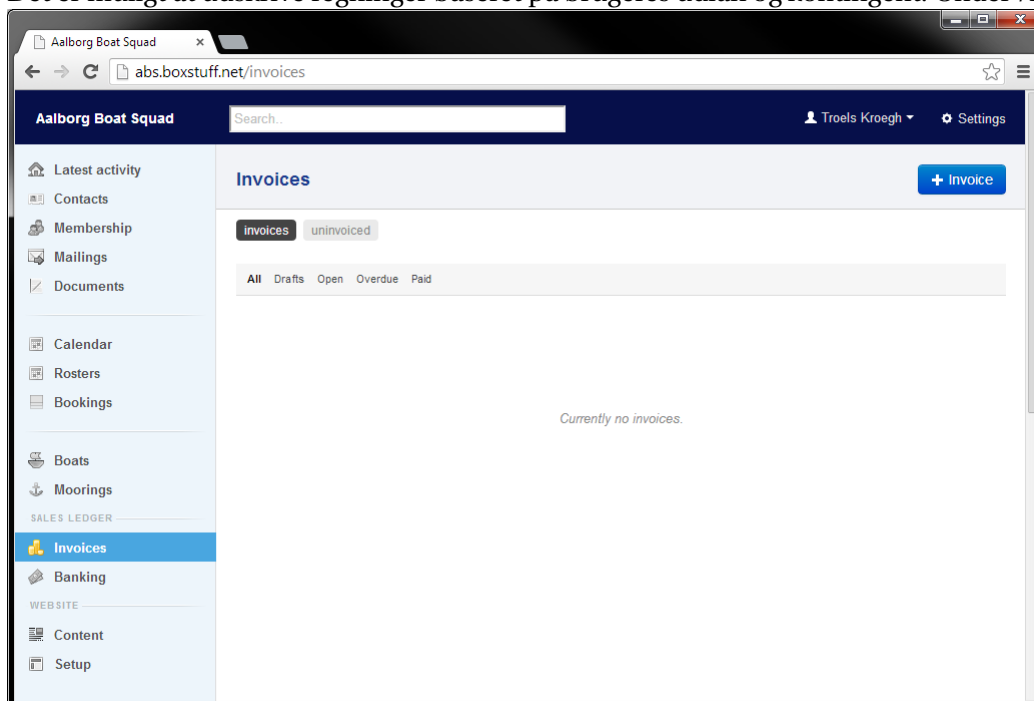 Aalborg Boat Squad
abs.boxstuff.net/invoices
Aalborg Boat Squad
Search..
Troels Kroegh
Settings
Latest activity
Contacts
Membership
Mailings
Documents
Calendar
Rosters
Bookings
Boats
Moorings
SALES LEDGER
Invoices
Banking
WEBSITE
Content
Setup
Invoices
+ Invoice
invoices uninvoiced
All Drafts Open Overdue Paid
Currently no invoices.